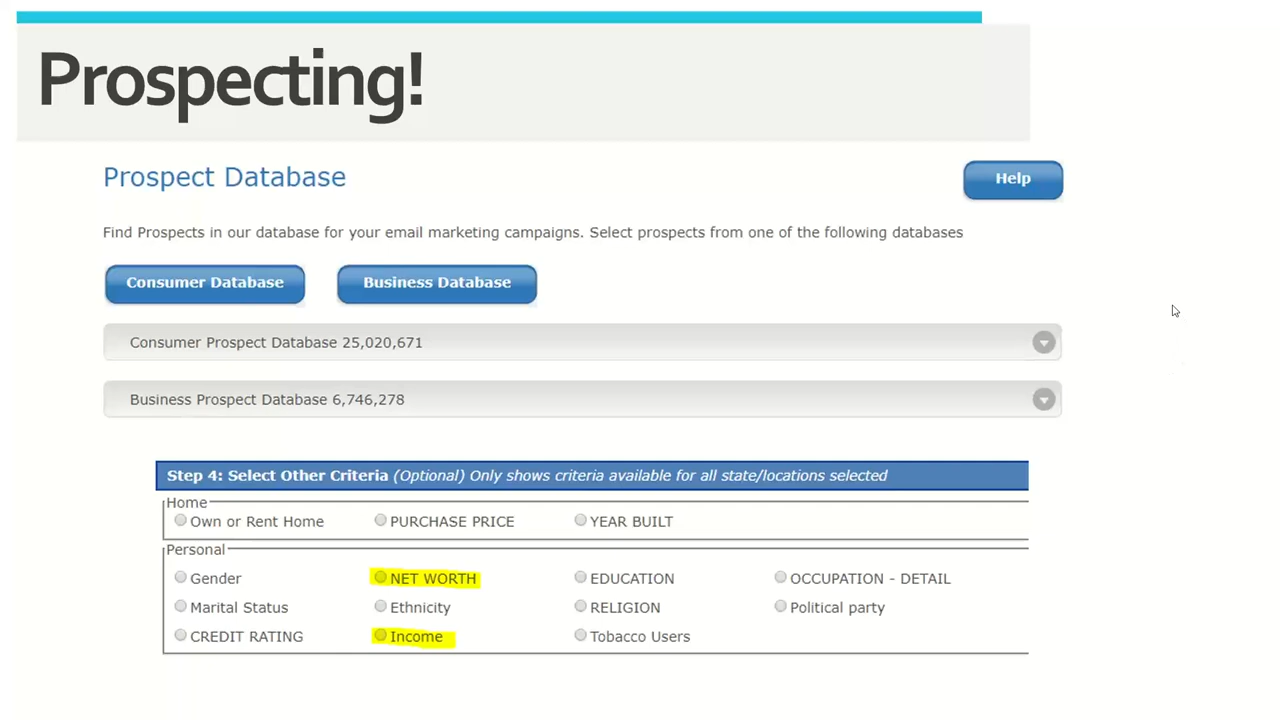 Prospecting!
Prospect Database
Help
Find Prospects in our database for your email marketing campaigns. Select prospects from one of the following databases
Consumer Database Business Database
Consumer Prospect Database 25,020,671
Business Prospect Database 6,746,278
Step 4: Select Other Criteria (Optional) Only shows criteria available for all state/locations selected
Home
Own or Rent Home PURCHASE PRICE YEAR BUILT
Personal
Gender NET WORTH EDUCATION OCCUPATION - DETAIL
Marital Status Ethnicity RELIGION Political party
CREDIT RATING Income Tobacco Users